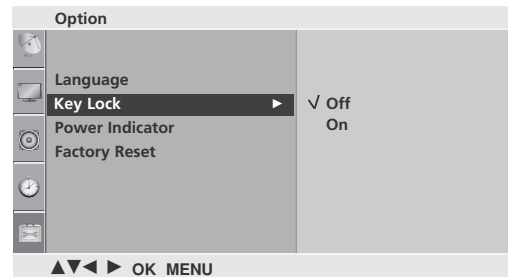 Option
Language
Key Lock ► √ Off
On
Power Indicator
Factory Reset
▲▼◄ ► OK MENU